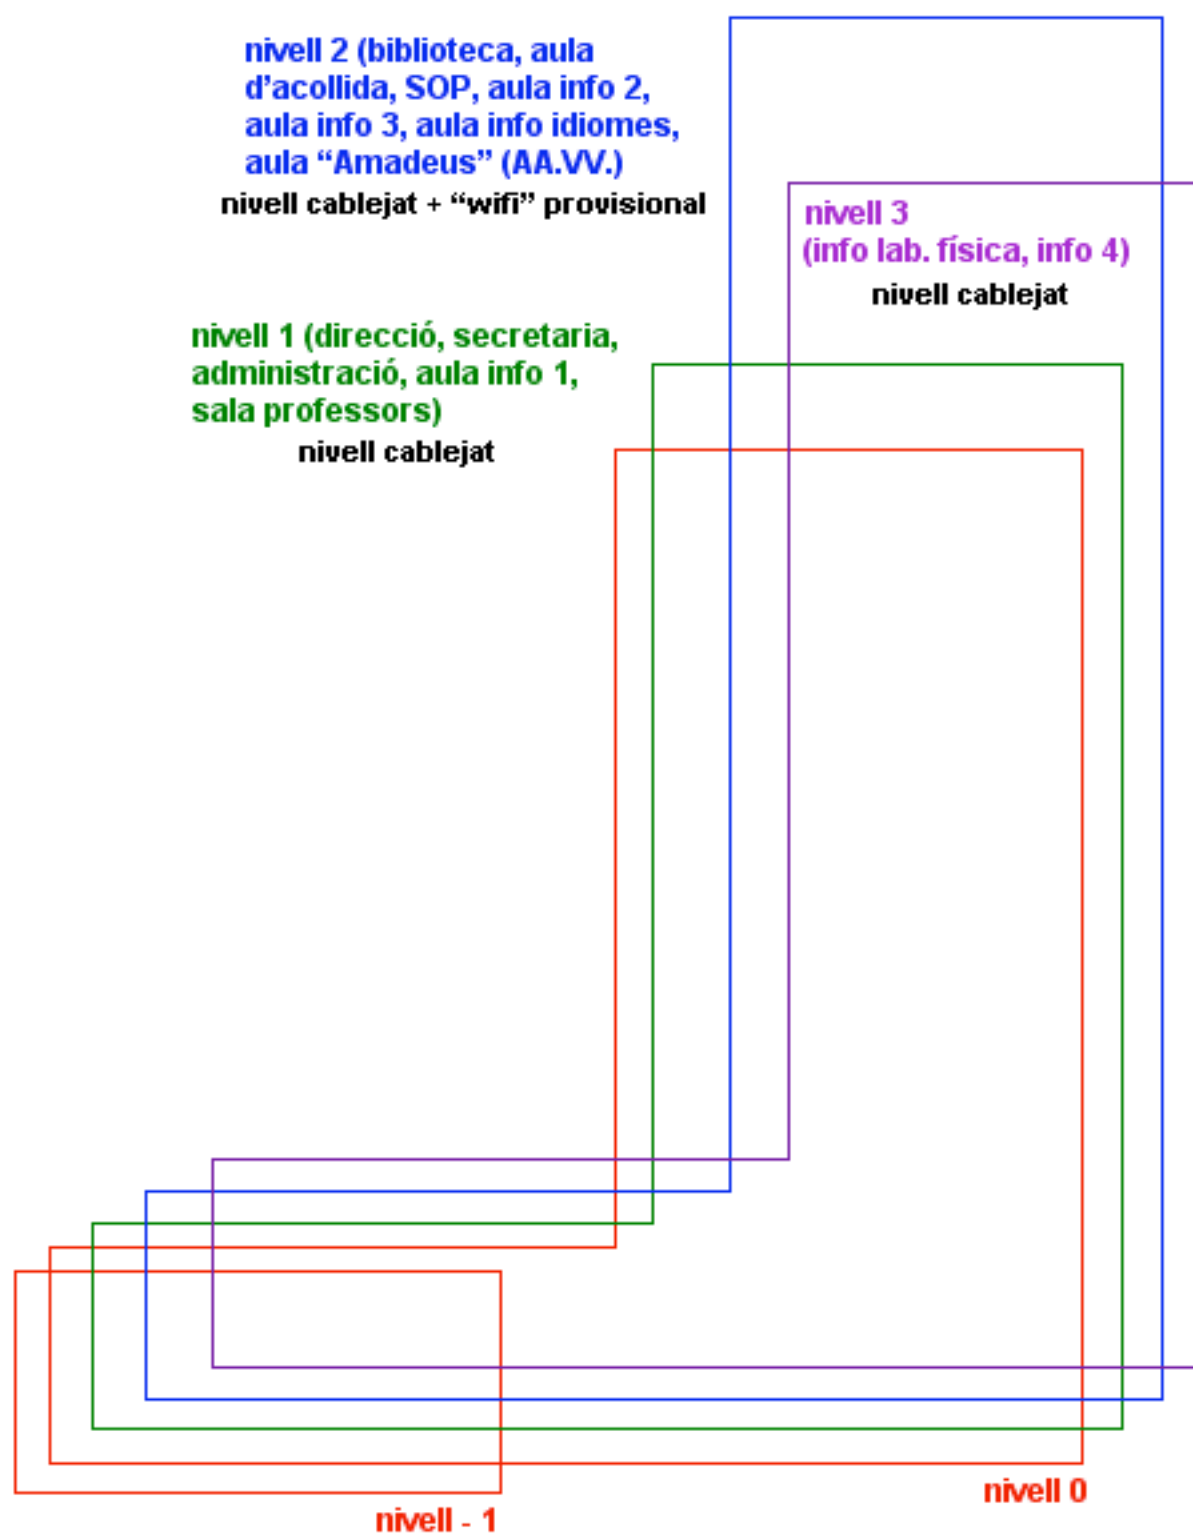 nivell 2 (biblioteca, aula
d’acollida, SOP, aula info 2,
aula info 3, aula info idiomes,
aula “Amadeus” (AA.VV.)
nivell cablejat + “wifi” provisional
nivell 3
(info lab. física, info 4)
nivell cablejat
nivell 1 (direcció, secretaria,
administració, aula info 1,
sala professors)
nivell cablejat
nivell 0
nivell - 1